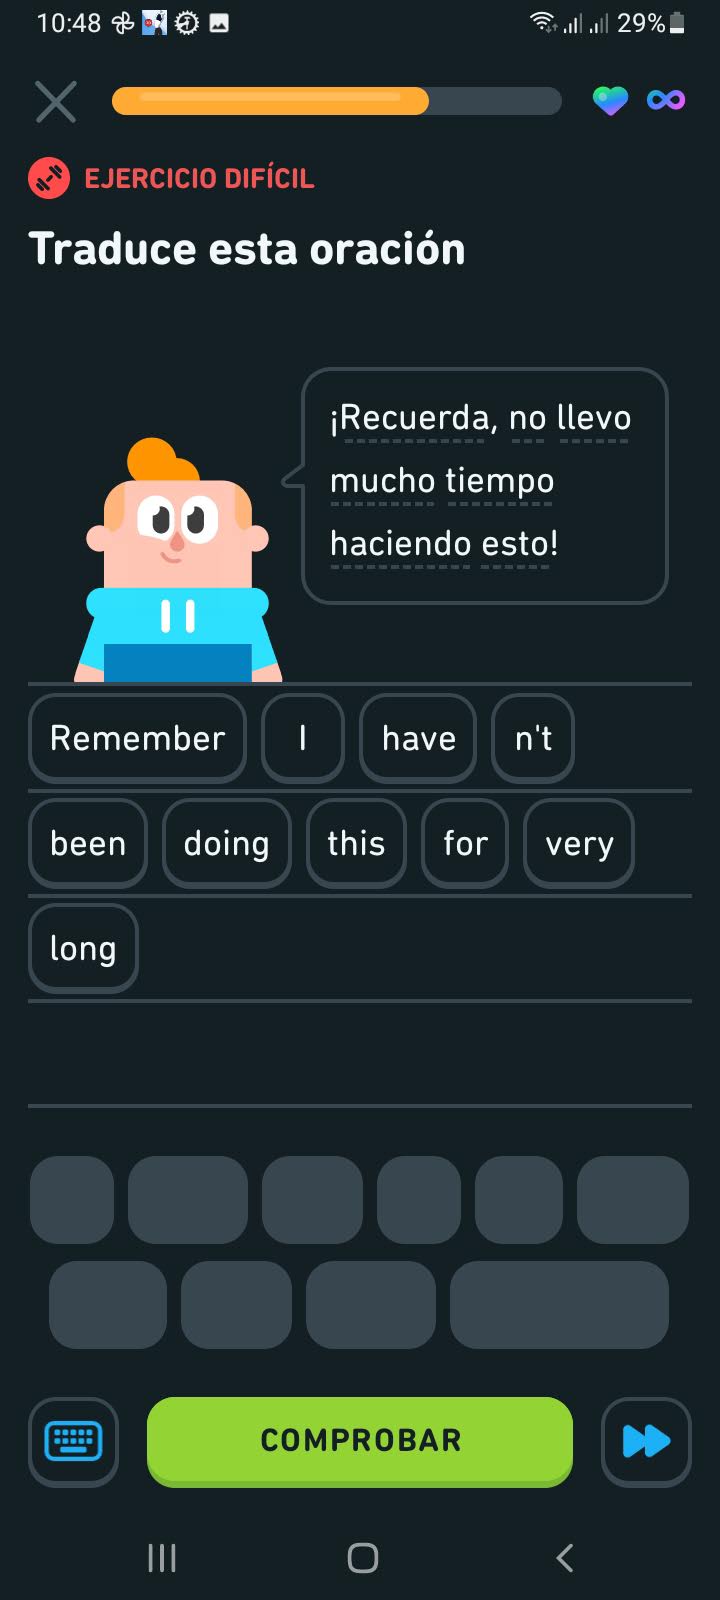 10:48
29%
EJERCICIO DIFÍCIL
Traduce esta oración
¡Recuerda, no llevo
mucho tiempo
haciendo esto!
Remember I have n't
been doing this for very
long
COMPROBAR